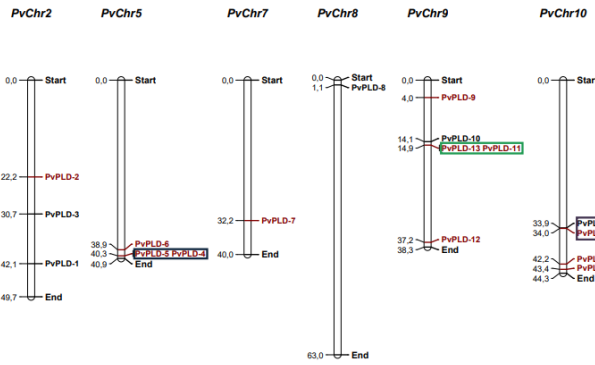 PvChr2 PvChr5 PvChr7 PvChr8 PvChr9 PvChr10
0,0 Start
22,2 PvPLD-2
30,7 PvPLD-3
42,1 PvPLD-1
49,7 End
0,0 Start
38,9 PvPLD-6
40,3 PvPLD-5 PvPLD-4
40,9 End
0,0 Start
32,2 PvPLD-7
40,0 End
0,0 Start
1,1 PvPLD-8
63,0 End
0,0 Start
4,0 PvPLD-9
14,1 PvPLD-10
14,9 PvPLD-13 PvPLD-11
37,2 PvPLD-12
38,3 End
0,0
33,9
34,0
42,2
43,4
44,3 End